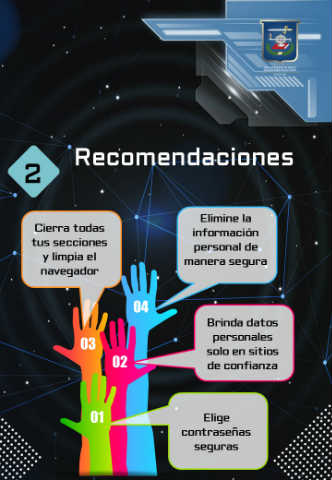 2
Recomendaciones
Cierra todas
tus secciones
y limpia el
navegador
Elimine la
información
personal de
manera segura
04
03
02
Brinda datos
personales
solo en sitios
de confianza
01
Elige
contraseñas
seguras